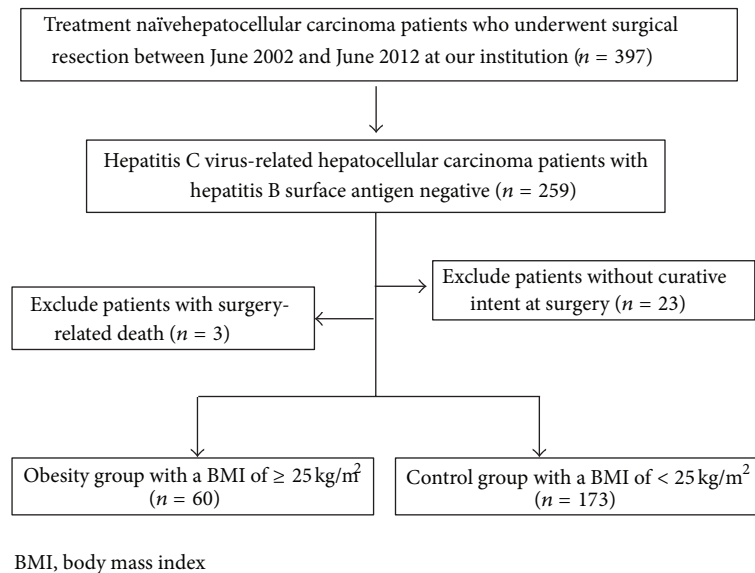 Treatment naïvehepatocellular carcinoma patients who underwent surgical
resection between June 2002 and June 2012 at our institution (n = 397)
Hepatitis C virus-related hepatocellular carcinoma patients with
hepatitis B surface antigen negative (n = 259)
Exclude patients without curative
intent at surgery (n = 23)
Exclude patients with surgery-
related death (n = 3)
Obesity group with a BMI of ≥ 25 kg/m²
(n = 60)
Control group with a BMI of < 25 kg/m²
(n = 173)
BMI, body mass index